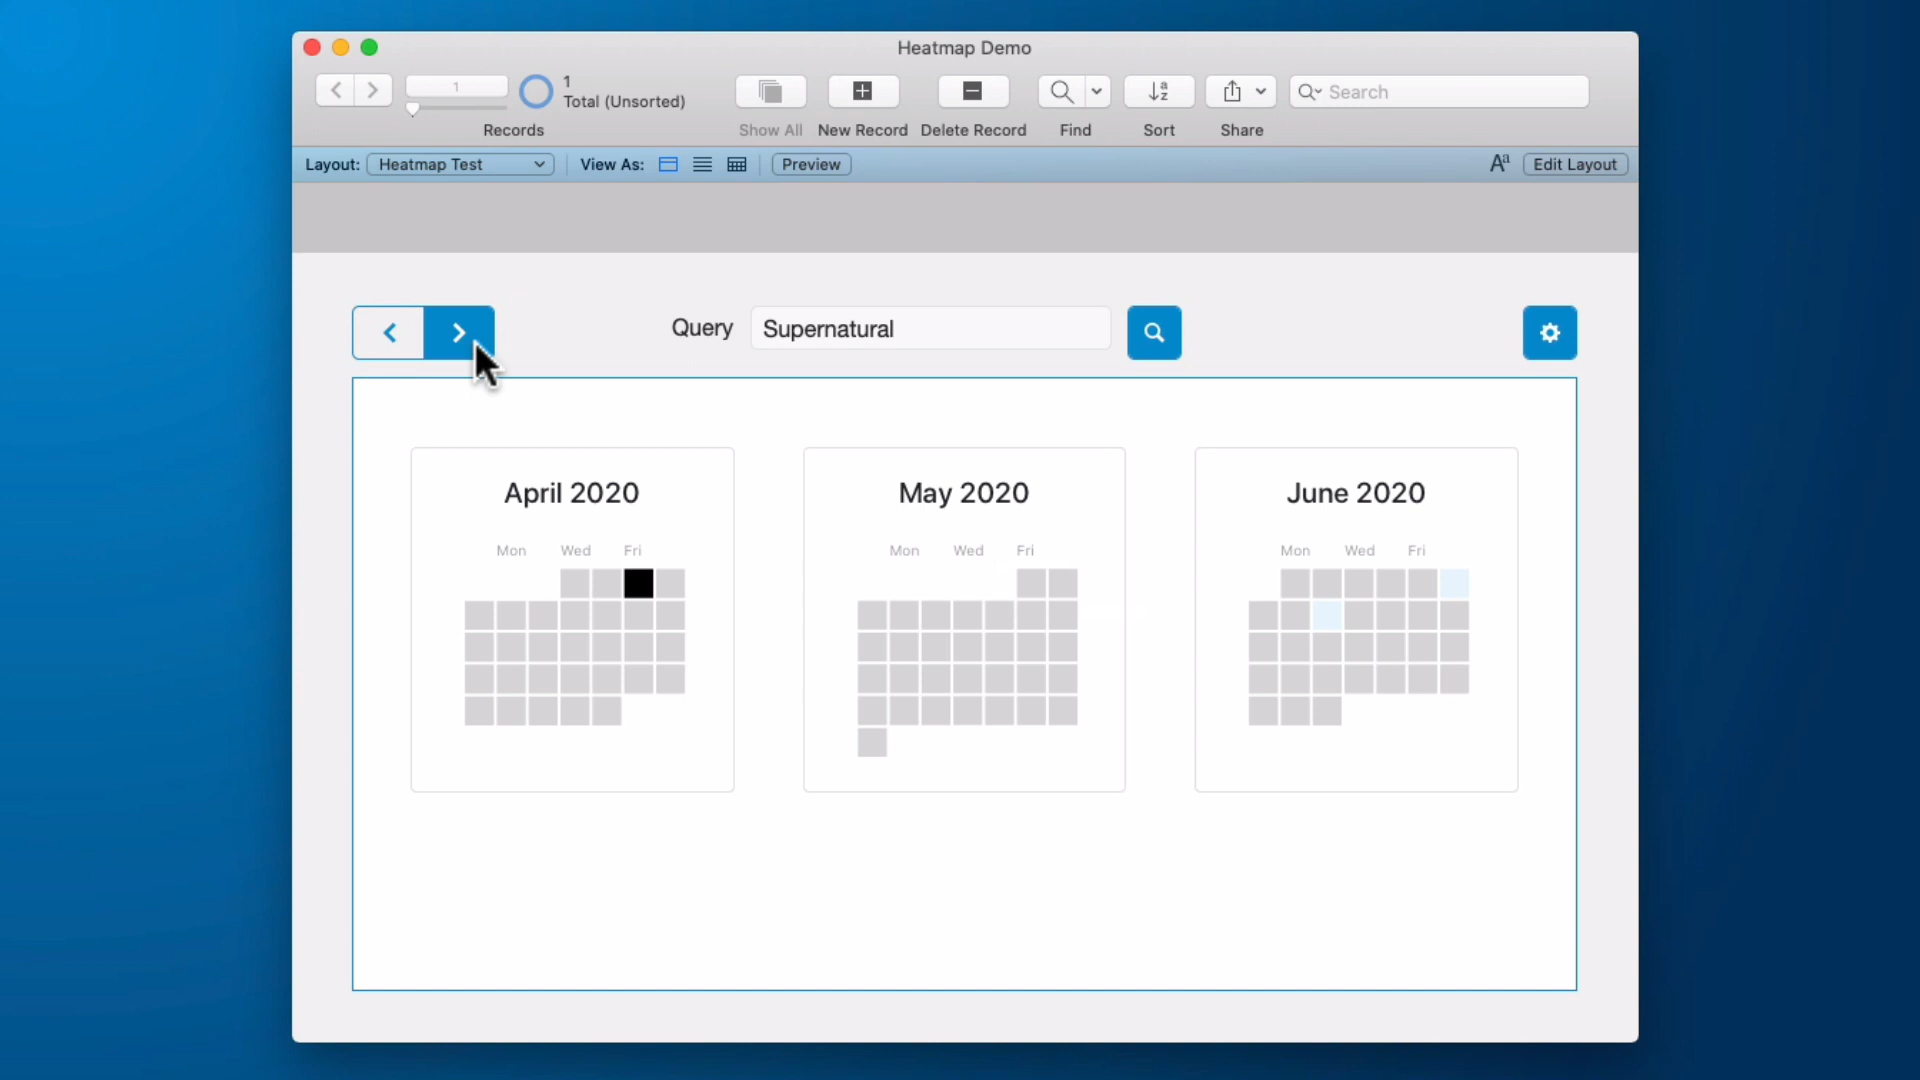 Heatmap Demo
1
1
Total (Unsorted)
Search
Records
Show All
New Record
Delete Record
Find
Sort
Share
Layout:
Heatmap Test
View As:
Preview
Aa
Edit Layout
Query
Supernatural
April 2020
Mon Wed Fri
May 2020
Mon Wed Fri
June 2020
Mon Wed Fri